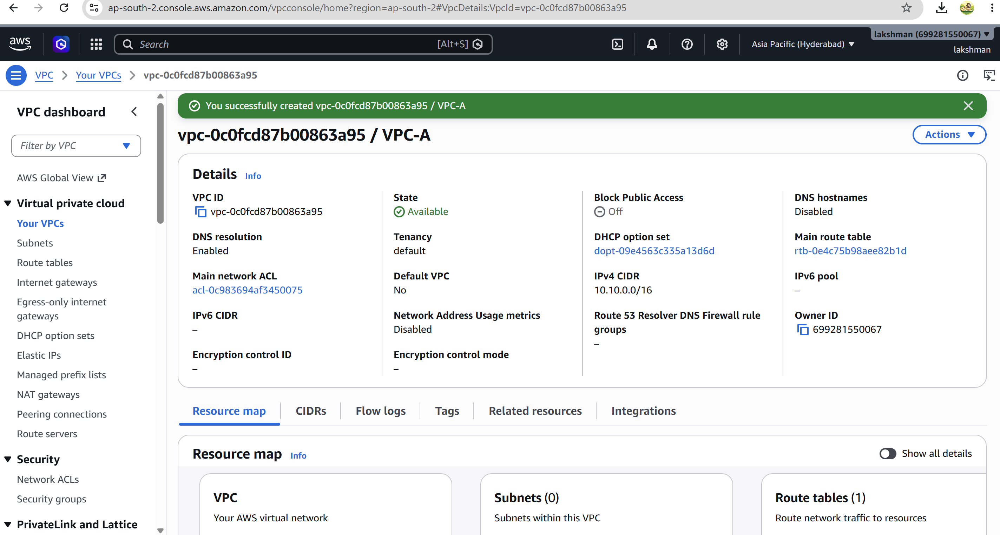 ap-south-2.console.aws.amazon.com/vpcconsole/home?region=ap-south-2#VpcDetails:VpcId=vpc-0c0fcd87b00863a95
aws
Search
[Alt+S]
Asia Pacific (Hyderabad)
lakshman (699281550067)
lakshman
VPC
Your VPCs
vpc-0c0fcd87b00863a95
VPC dashboard
Filter by VPC
AWS Global View
Virtual private cloud
Your VPCs
Subnets
Route tables
Internet gateways
Egress-only internet
gateways
DHCP option sets
Elastic IPs
Managed prefix lists
NAT gateways
Peering connections
Route servers
Security
Network ACLs
Security groups
PrivateLink and Lattice
You successfully created vpc-0c0fcd87b00863a95 / VPC-A
vpc-0c0fcd87b00863a95 / VPC-A
Actions
Details Info
VPC ID
vpc-0c0fcd87b00863a95
State
Available
Block Public Access
Off
DNS hostnames
Disabled
DNS resolution
Enabled
Tenancy
default
DHCP option set
dopt-09e4563c335a13d6d
Main route table
rtb-0e4c75b98aee82b1d
Main network ACL
acl-0c983694af3450075
Default VPC
No
IPv4 CIDR
10.10.0.0/16
IPv6 pool
–
IPv6 CIDR
–
Network Address Usage metrics
Disabled
Route 53 Resolver DNS Firewall rule
groups
–
Owner ID
699281550067
Encryption control ID
–
Encryption control mode
–
Resource map
CIDRs
Flow logs
Tags
Related resources
Integrations
Resource map Info
Show all details
VPC
Your AWS virtual network
Subnets (0)
Subnets within this VPC
Route tables (1)
Route network traffic to resources